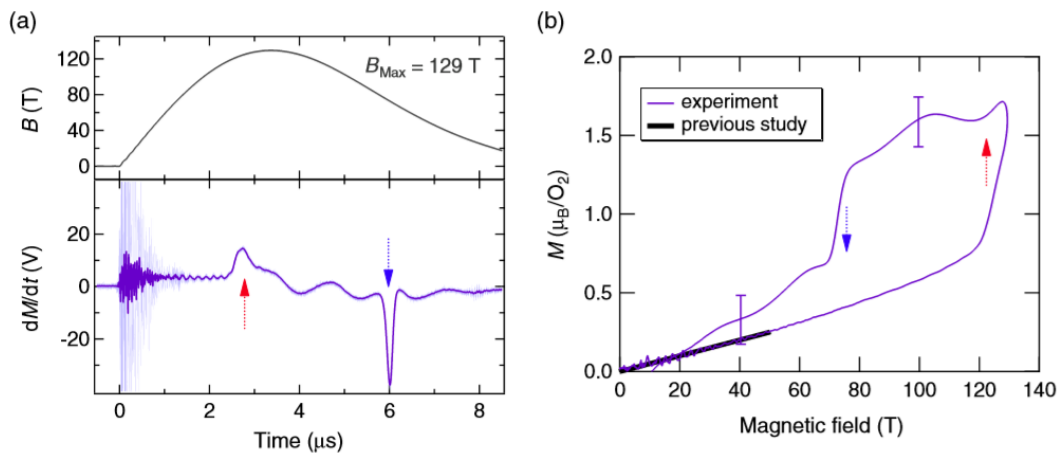 (a)
120
80
40
0
B (T)
B_Max = 129 T
20
0
-20
dM/dt (V)
0
2
4
6
8
Time (μs)
(b)
2.0
1.5
1.0
0.5
0.0
M (μ_B/O₂)
experiment
previous study
0
20
40
60
80
100
120
140
Magnetic field (T)